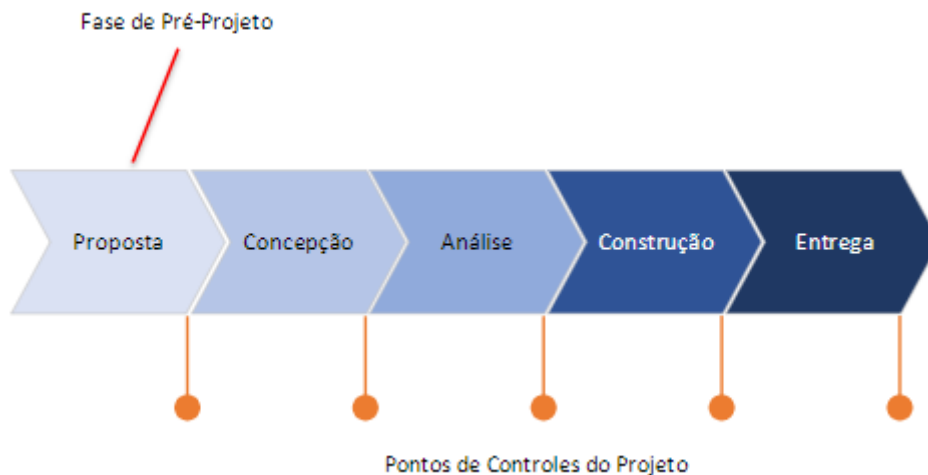 Fase de Pré-Projeto
Proposta
Concepção
Análise
Construção
Entrega
Pontos de Controles do Projeto